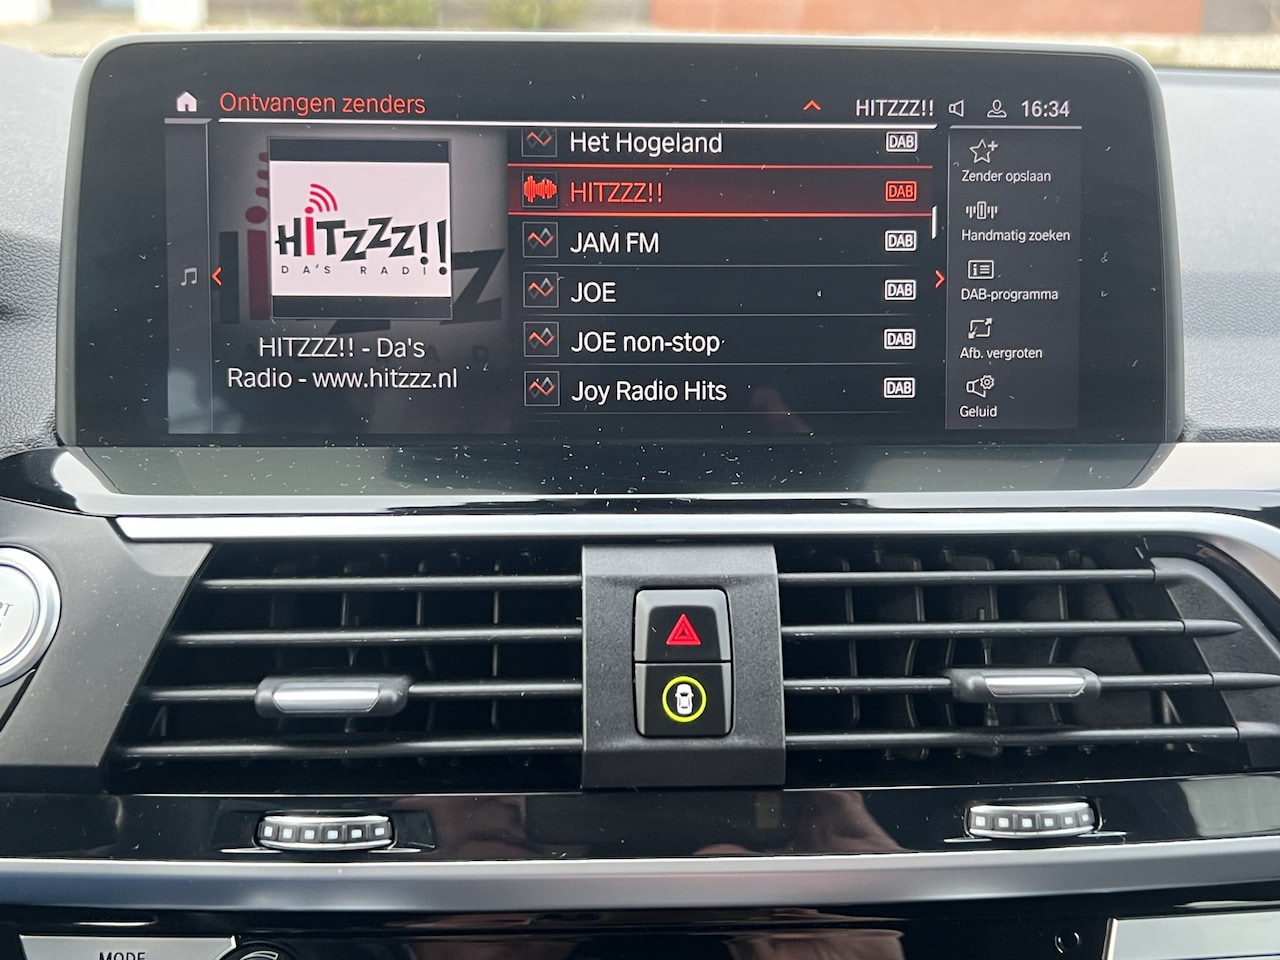 Ontvangen zenders
HITZZZ!!
16:34
HITZZZ!!
DA'S RADI
HITZZZ!! - Da's
Radio - www.hitzzz.nl
Het Hogeland DAB
HITZZZ!! DAB
JAM FM DAB
JOE DAB
JOE non-stop DAB
Joy Radio Hits DAB
Zender opslaan
Handmatig zoeken
DAB-programma
Afb. vergroten
Geluid
MODE